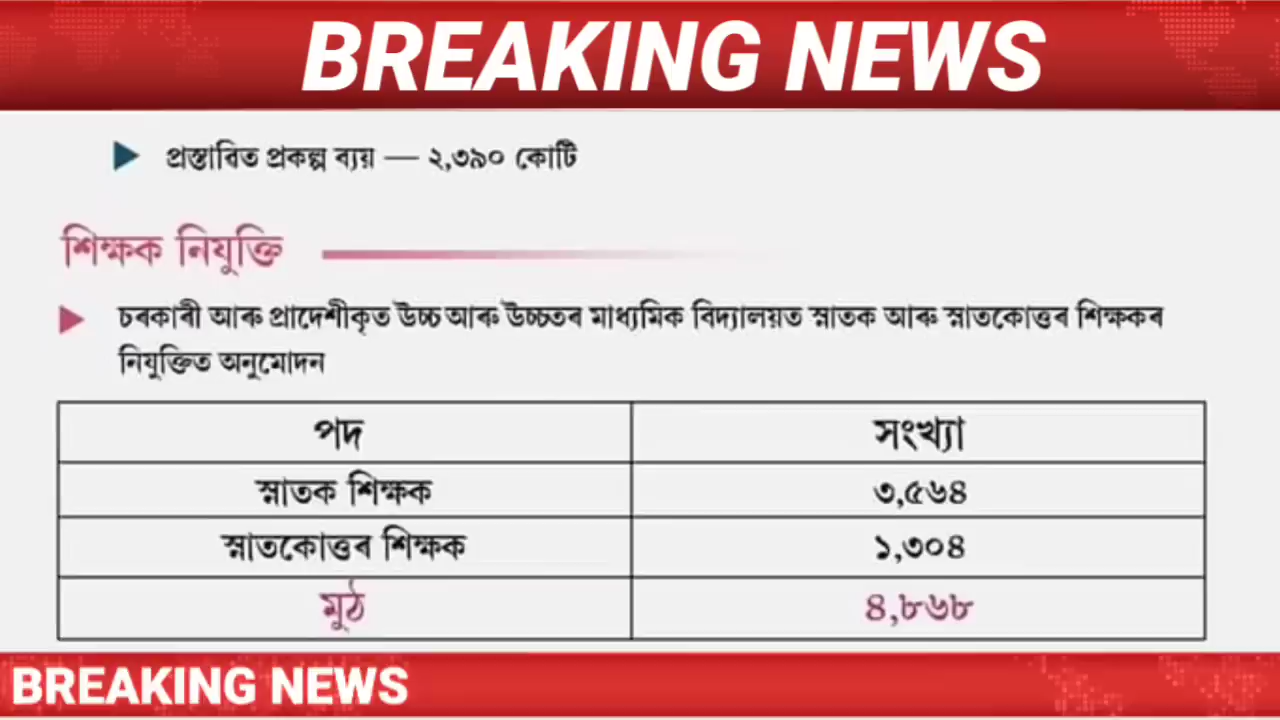 BREAKING NEWS
প্ৰস্তাবিত প্ৰকল্প ব্যয় — ২,৩৯০ কোটি
শিক্ষক নিযুক্তি
চৰকাৰী আৰু প্ৰাদেশীকৃত উচ্চ আৰু উচ্চতৰ মাধ্যমিক বিদ্যালয়ত স্নাতক আৰু স্নাতকোত্তৰ শিক্ষকৰ
নিযুক্তিত অনুমোদন
পদ সংখ্যা
স্নাতক শিক্ষক ৩,৫৬৪
স্নাতকোত্তৰ শিক্ষক ১,৩০৪
মুঠ ৪,৮৬৮
BREAKING NEWS